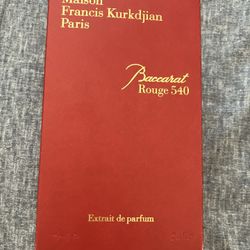 Maison
Francis Kurkdjian
Paris
Baccarat
Rouge 540
Extrait de parfum